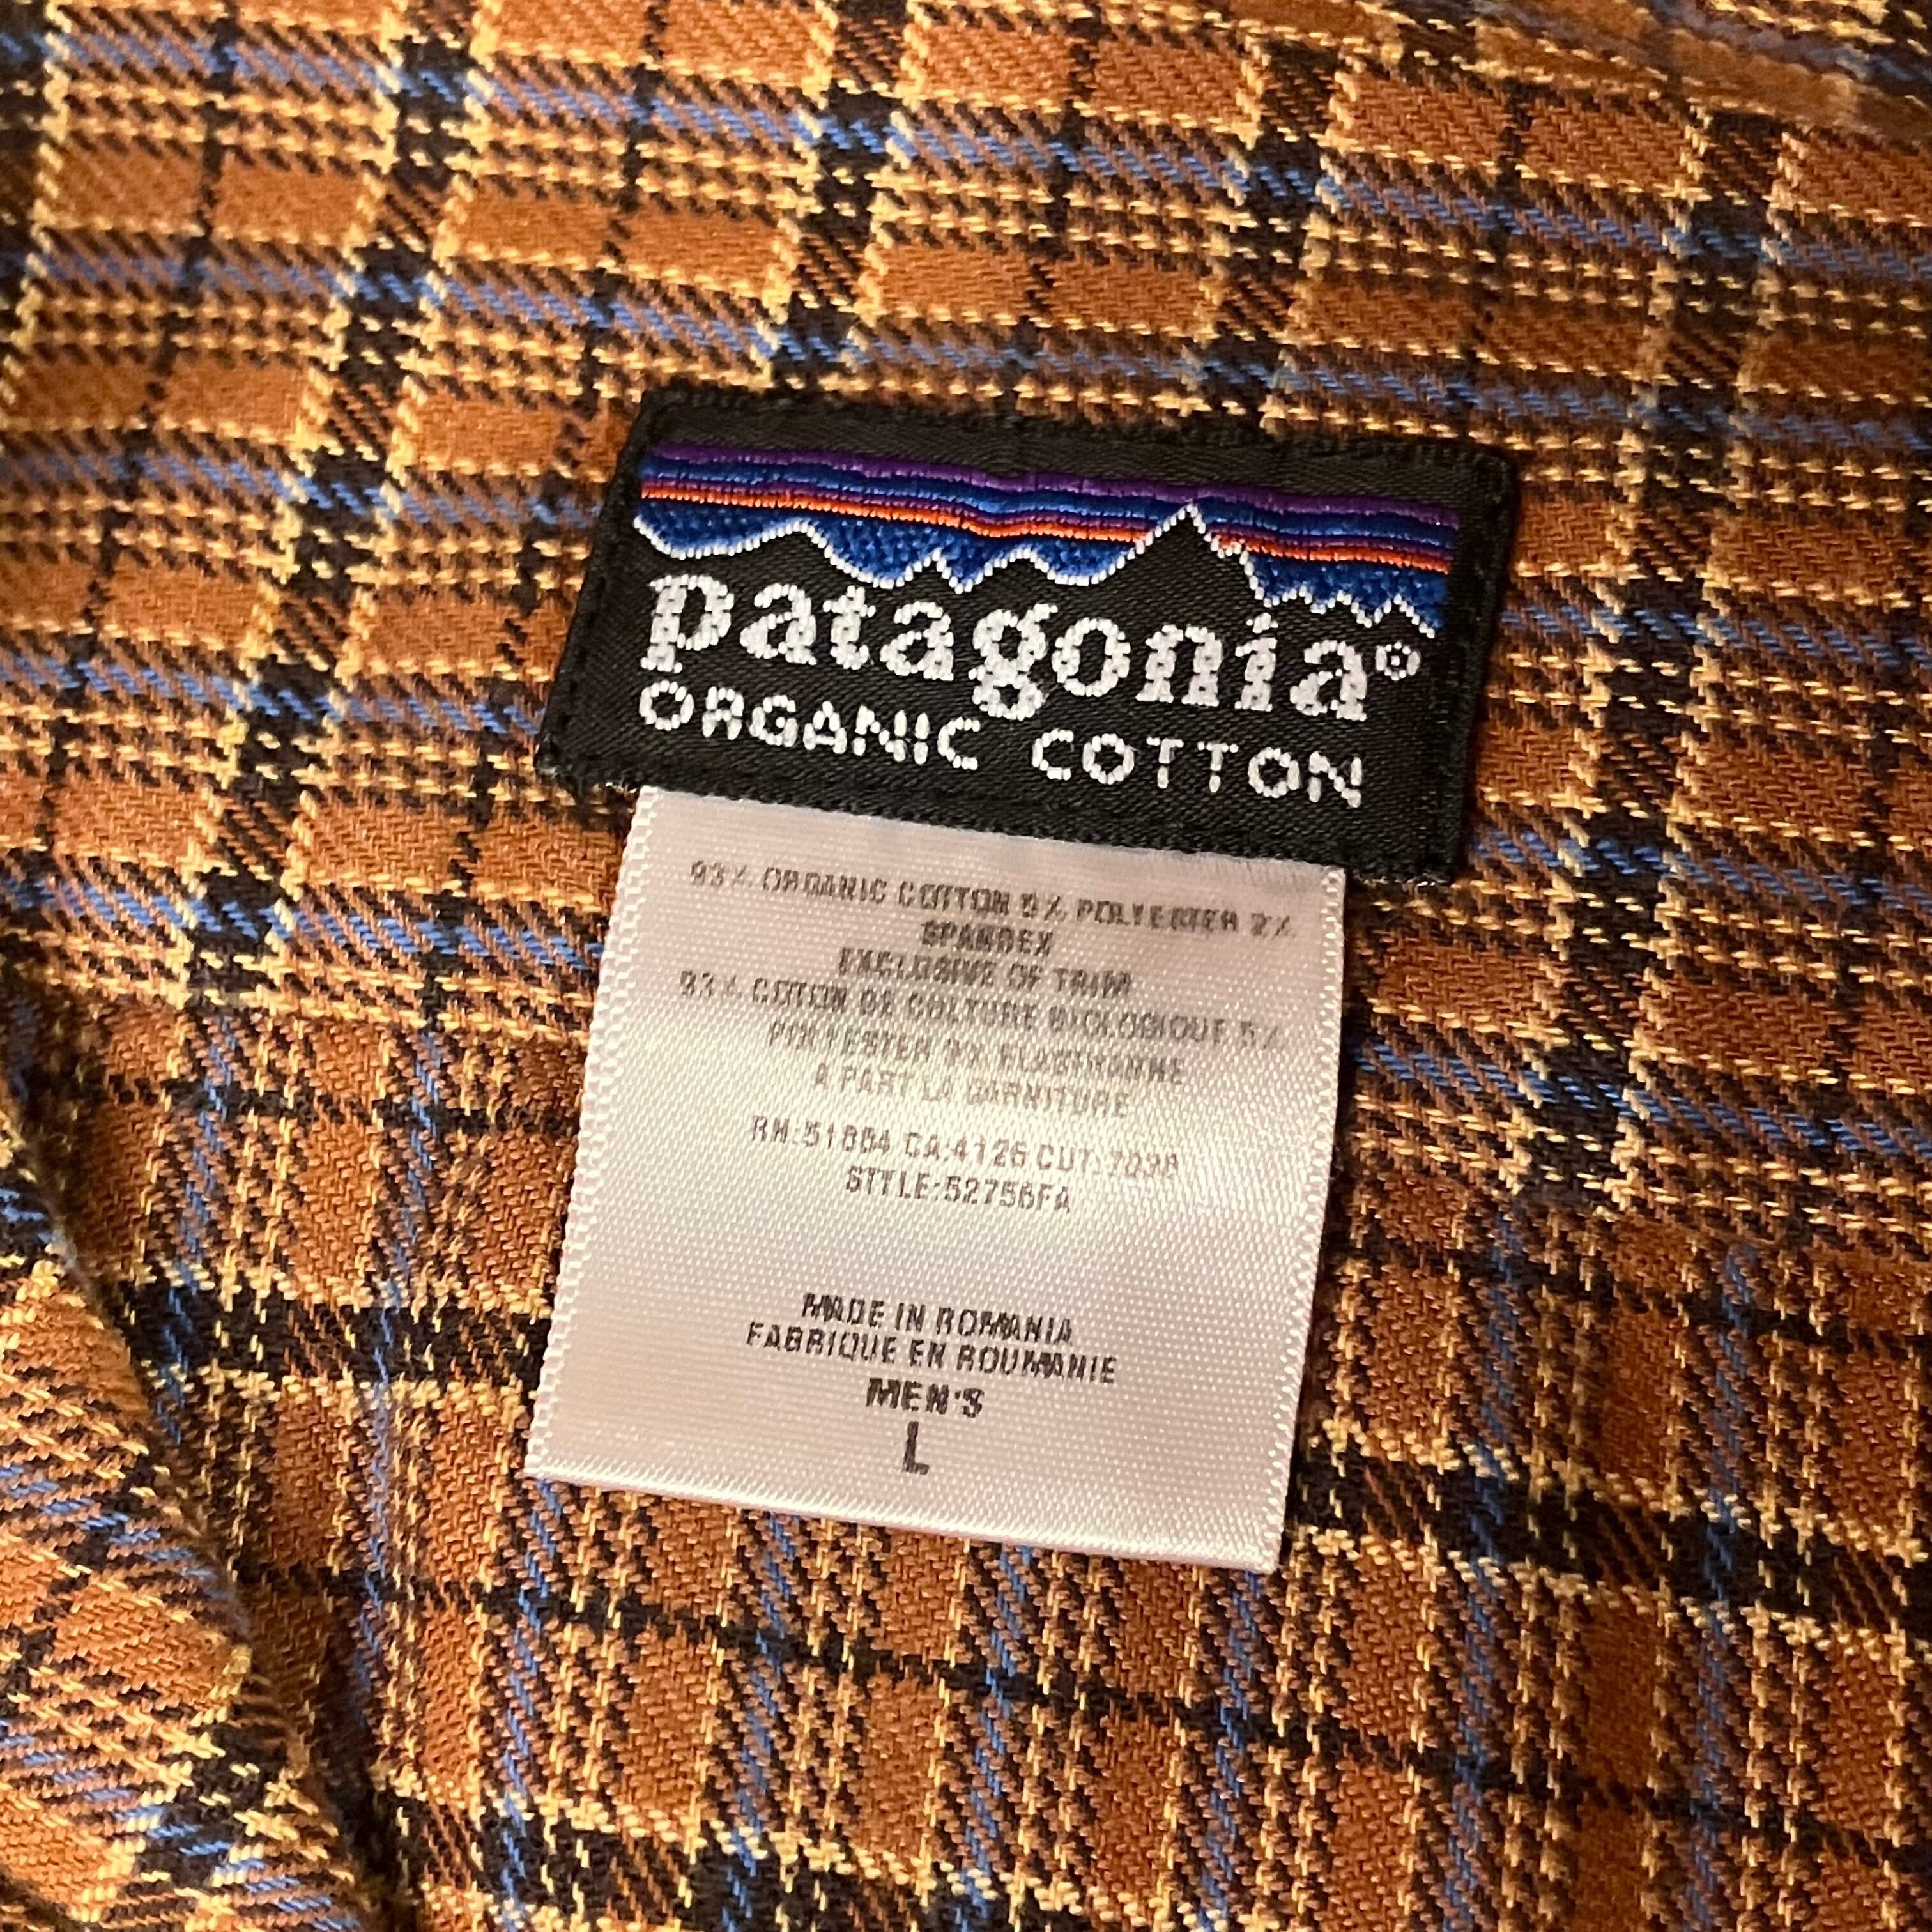 patagonia®
ORGANIC COTTON
93% ORGANIC COTTON 5% POLYESTER 2%
SPANDEX
EXCLUSIVE OF TRIM
93% COTON DE CULTURE BIOLOGIQUE 5%
POLYESTER 2% ELASTHANNE
A PART LA GARNITURE
RN:51884 CA:4126 CUT:7098
STYLE:52756FA
MADE IN ROMANIA
FABRIQUE EN ROUMANIE
MEN'S
L